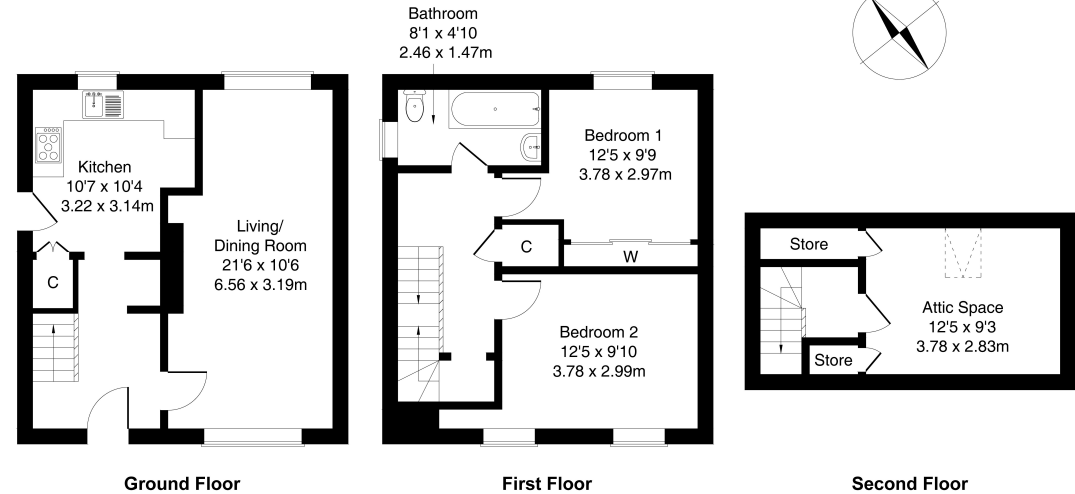 Bathroom
8'1 x 4'10
2.46 x 1.47m
Kitchen
10'7 x 10'4
3.22 x 3.14m
C
Living/
Dining Room
21'6 x 10'6
6.56 x 3.19m
Bedroom 1
12'5 x 9'9
3.78 x 2.97m
C
W
Bedroom 2
12'5 x 9'10
3.78 x 2.99m
Store
Attic Space
12'5 x 9'3
3.78 x 2.83m
Store
Ground Floor
First Floor
Second Floor